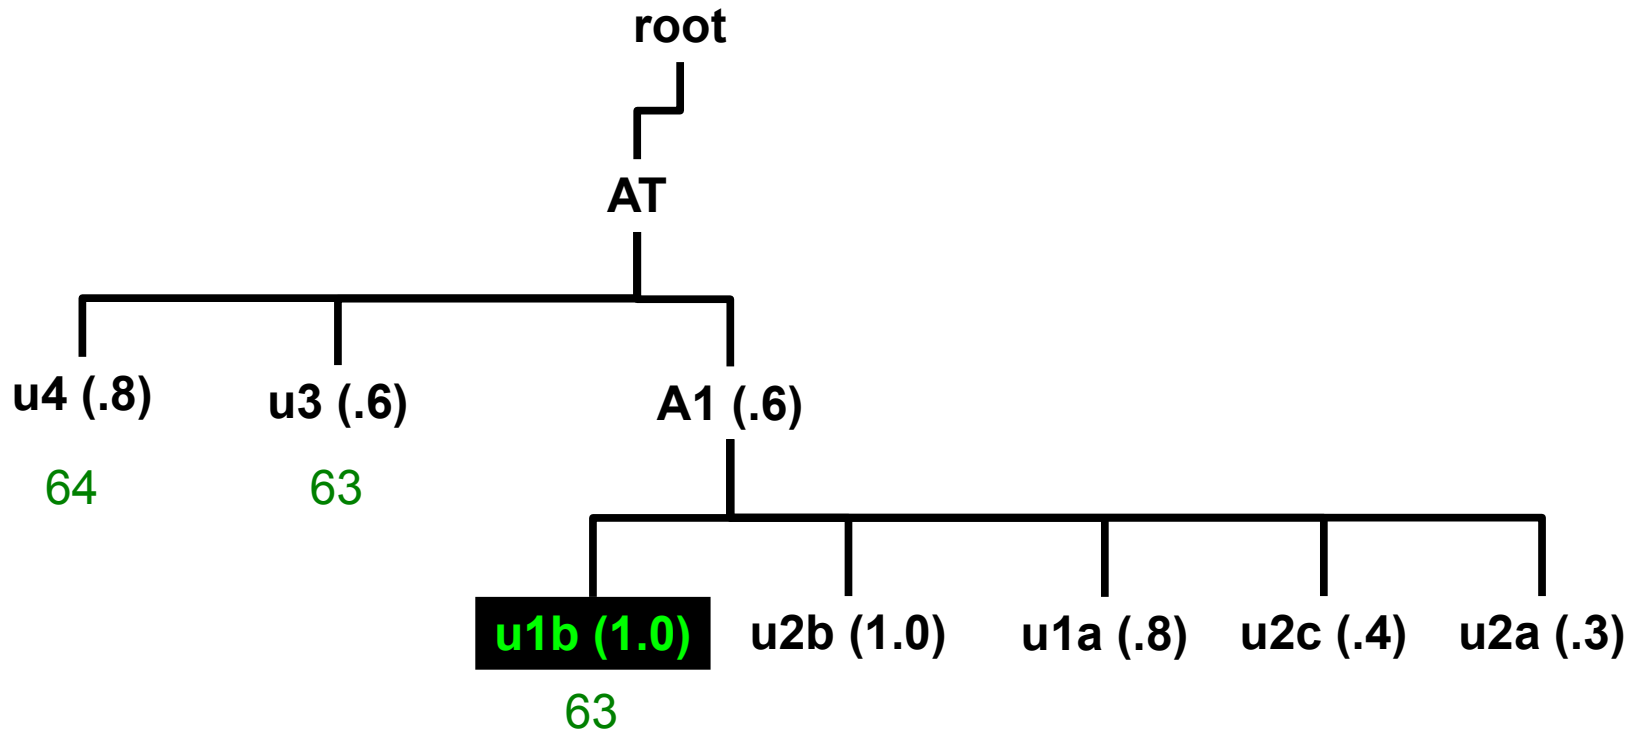 root
AT
u4 (.8)
u3 (.6)
A1 (.6)
64
63
u1b (1.0)
u2b (1.0)
u1a (.8)
u2c (.4)
u2a (.3)
63